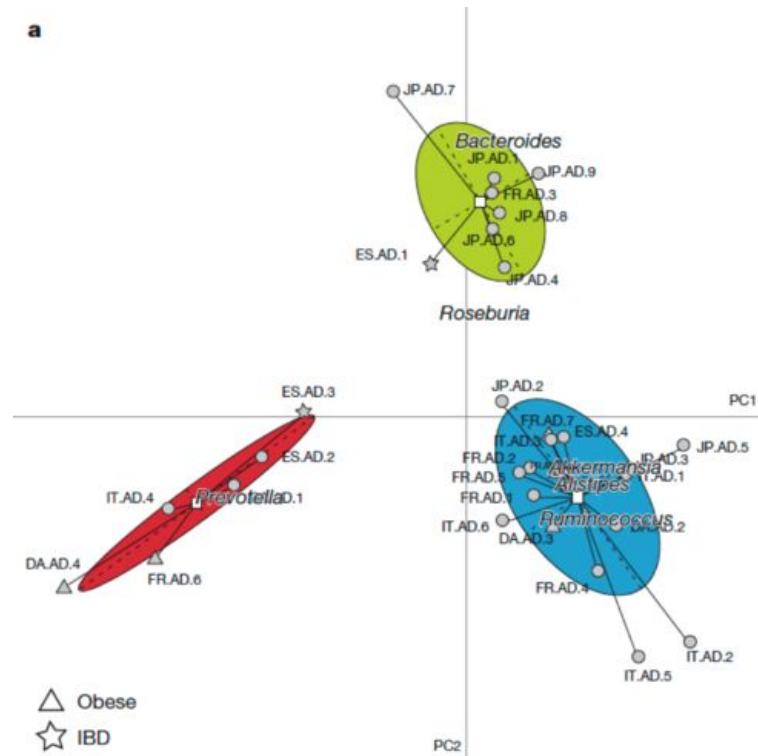 a
JP.AD.7
Bacteroides
JP.AD.1
JP.AD.9
FR.AD.3
JP.AD.8
JP.AD.6
ES.AD.1
JP.AD.4
Roseburia
ES.AD.3
JP.AD.2
PC1
FR.AD.7
IT.AD.3
ES.AD.4
JP.AD.5
ES.AD.2
FR.AD.2
JP.AD.3
Akkermansia
IT.AD.1
FR.AD.5
Alistipes
IT.AD.4
Prevotella
FR.AD.1
Ruminococcus
IT.AD.6
DA.AD.3
DA.AD.4
FR.AD.6
FR.AD.4
IT.AD.2
IT.AD.5
Obese
IBD
PC2